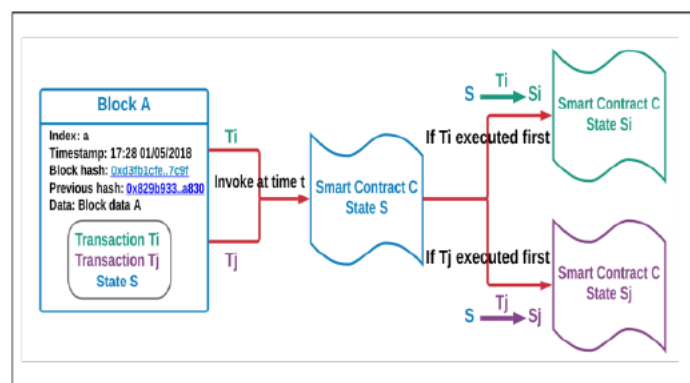 Block A
Index: a
Timestamp: 17:28 01/05/2018
Block hash: 0xd3fb1cfe..7c9f
Previous hash: 0x829b933..a830
Data: Block data A
Transaction Ti
Transaction Tj
State S
Ti
Tj
Invoke at time t
Smart Contract C
State S
If Ti executed first
If Tj executed first
S Ti Si
Smart Contract C
State Si
Smart Contract C
State Sj
S Tj Sj